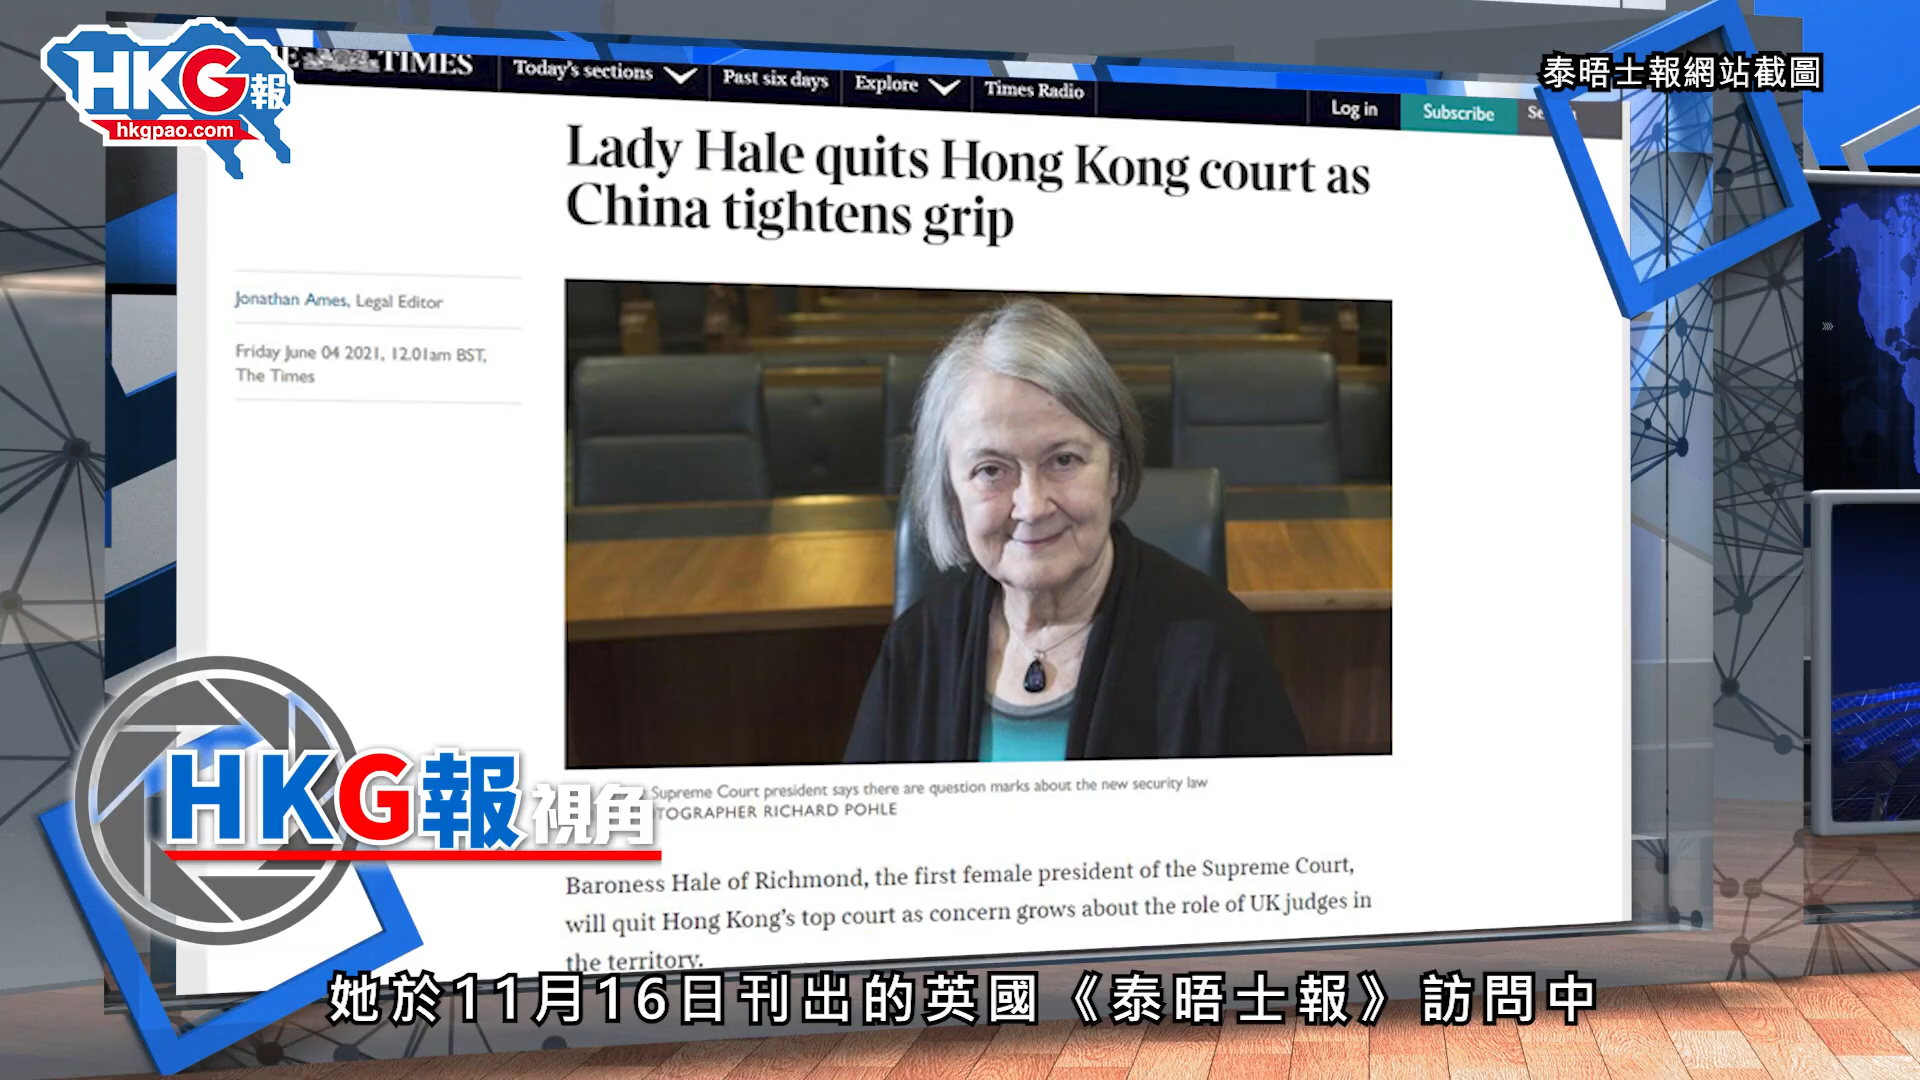 HKG報
hkgpao.com
TIMES
Today's sections
Past six days
Explore
Times Radio
Log in
Subscribe
泰晤士報網站截圖
Lady Hale quits Hong Kong court as
China tightens grip
Jonathan Ames, Legal Editor
Friday June 04 2021, 12.01am BST,
The Times
Supreme Court president says there are question marks about the new security law
TOGRAPHER RICHARD POHLE
HKG報視角
Baroness Hale of Richmond, the first female president of the Supreme Court,
will quit Hong Kong's top court as concern grows about the role of UK judges in
the territory.
她於11月16日刊出的英國《泰晤士報》訪問中